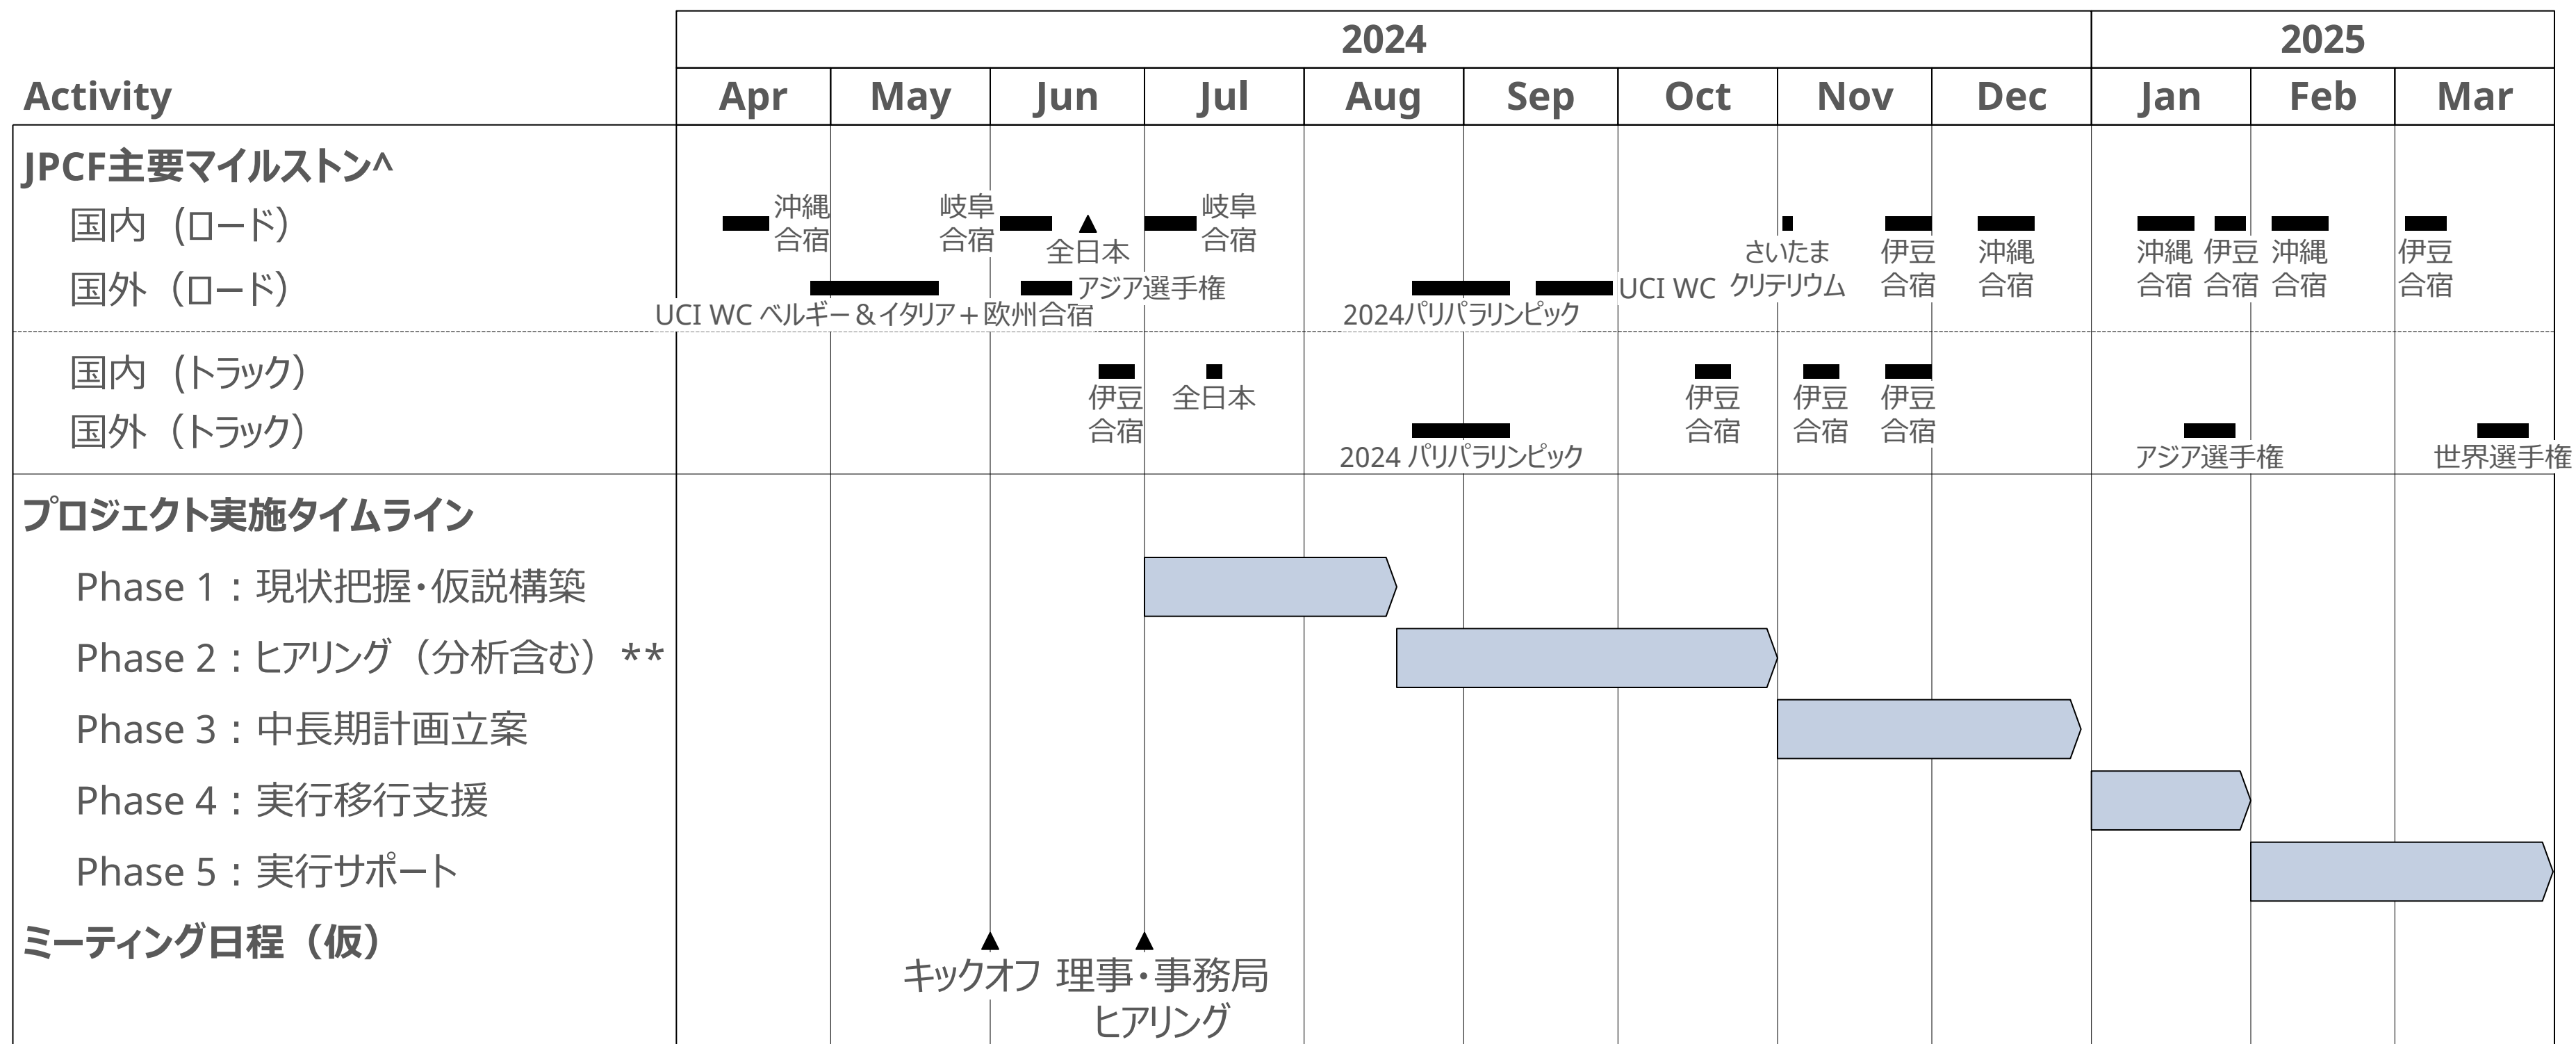 2024
2025
Activity
Apr
May
Jun
Jul
Aug
Sep
Oct
Nov
Dec
Jan
Feb
Mar
JPCF主要マイルストン^
国内 (ロード)
沖縄
合宿
岐阜
合宿
全日本
岐阜
合宿
さいたま
クリテリウム
伊豆
合宿
沖縄
合宿
沖縄
合宿
伊豆
合宿
沖縄
合宿
伊豆
合宿
国外（ロード）
UCI WC ベルギー＆イタリア＋欧州合宿
アジア選手権
2024パリパラリンピック
UCI WC
国内 (トラック)
伊豆
合宿
全日本
伊豆
合宿
伊豆
合宿
伊豆
合宿
国外（トラック）
2024 パリパラリンピック
アジア選手権
世界選手権
プロジェクト実施タイムライン
Phase 1：現状把握・仮説構築
Phase 2：ヒアリング（分析含む）**
Phase 3：中長期計画立案
Phase 4：実行移行支援
Phase 5：実行サポート
ミーティング日程（仮）
キックオフ
理事・事務局
ヒアリング